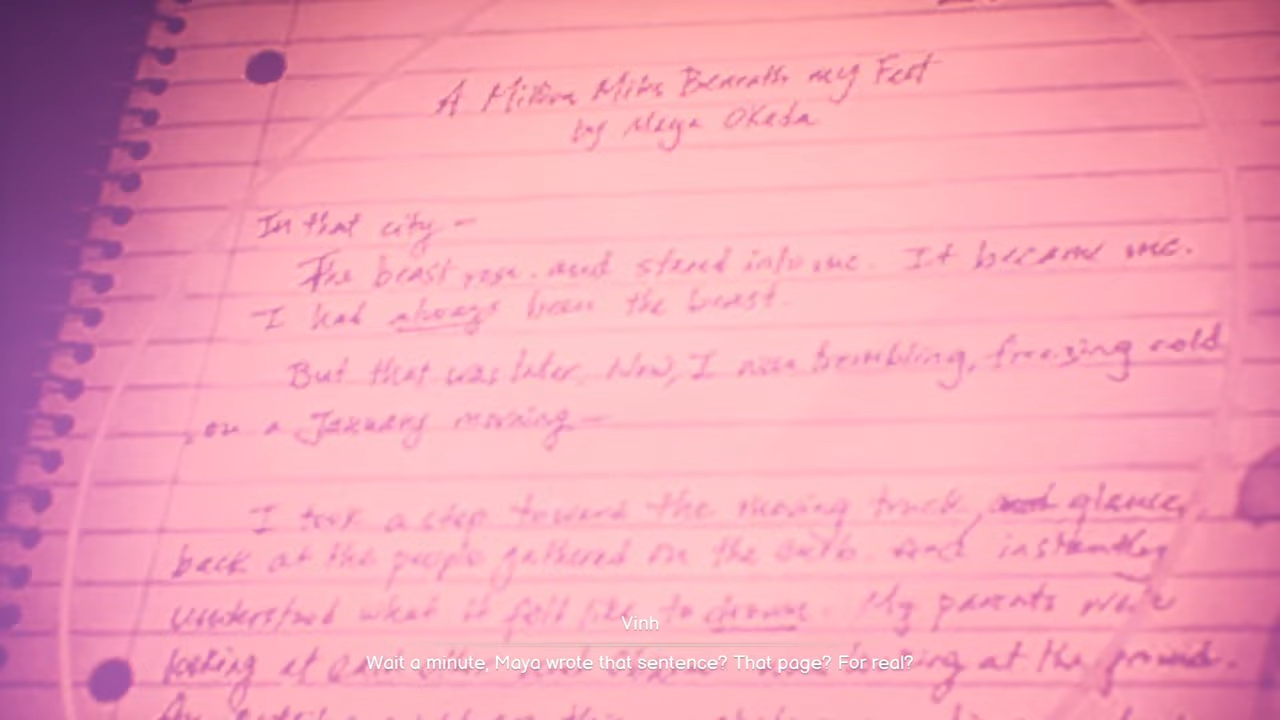 A Million Miles Beneath my Feet
by Maya Okada
In that city —
The beast rose and stared into me. It became me.
I had always been the beast.
But that was later. Now, I was trembling, freezing cold
on a January morning —
I took a step toward the moving truck, and glance
back at the people gathered on the curb. And instantly
understood what it felt like to drown. My parents were
looking at at the ground.
Vinh
Wait a minute, Maya wrote that sentence? That page? For real?